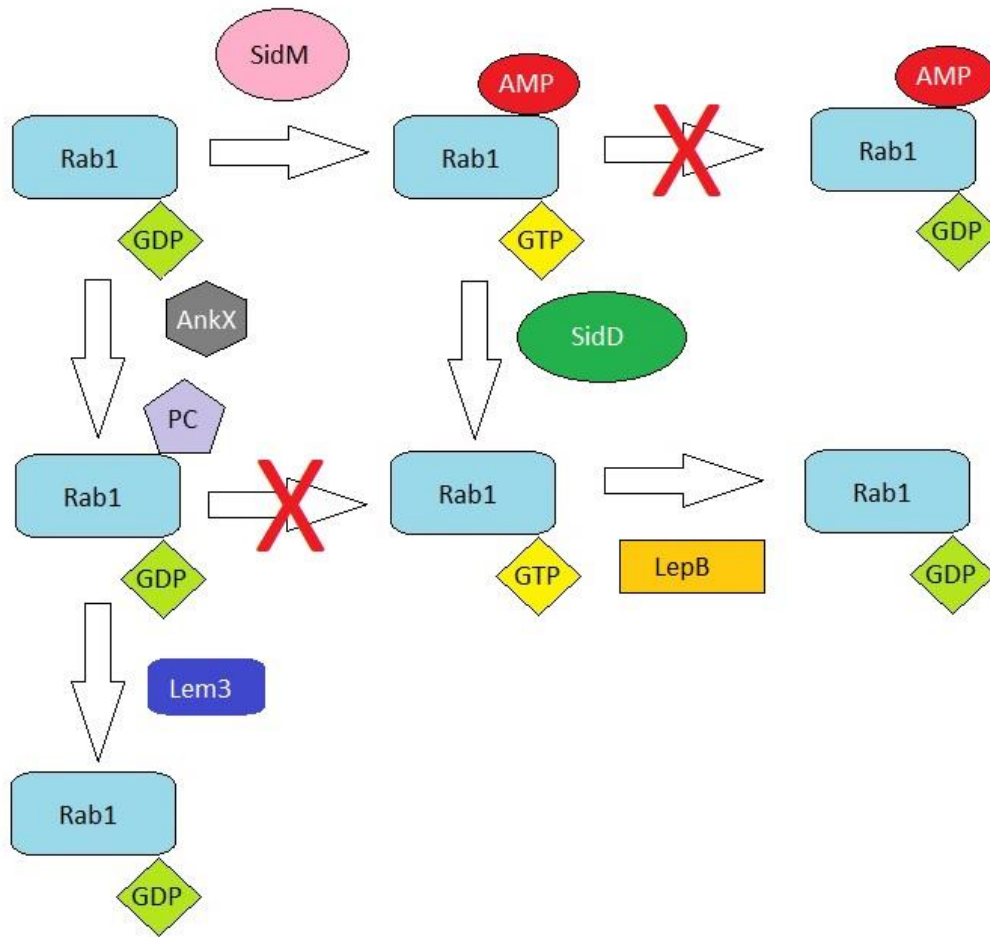 SidM
AMP
AMP
Rab1
Rab1
X
Rab1
GDP
GTP
GDP
AnkX
SidD
PC
Rab1
X
Rab1
Rab1
GDP
GTP
LepB
GDP
Lem3
Rab1
GDP